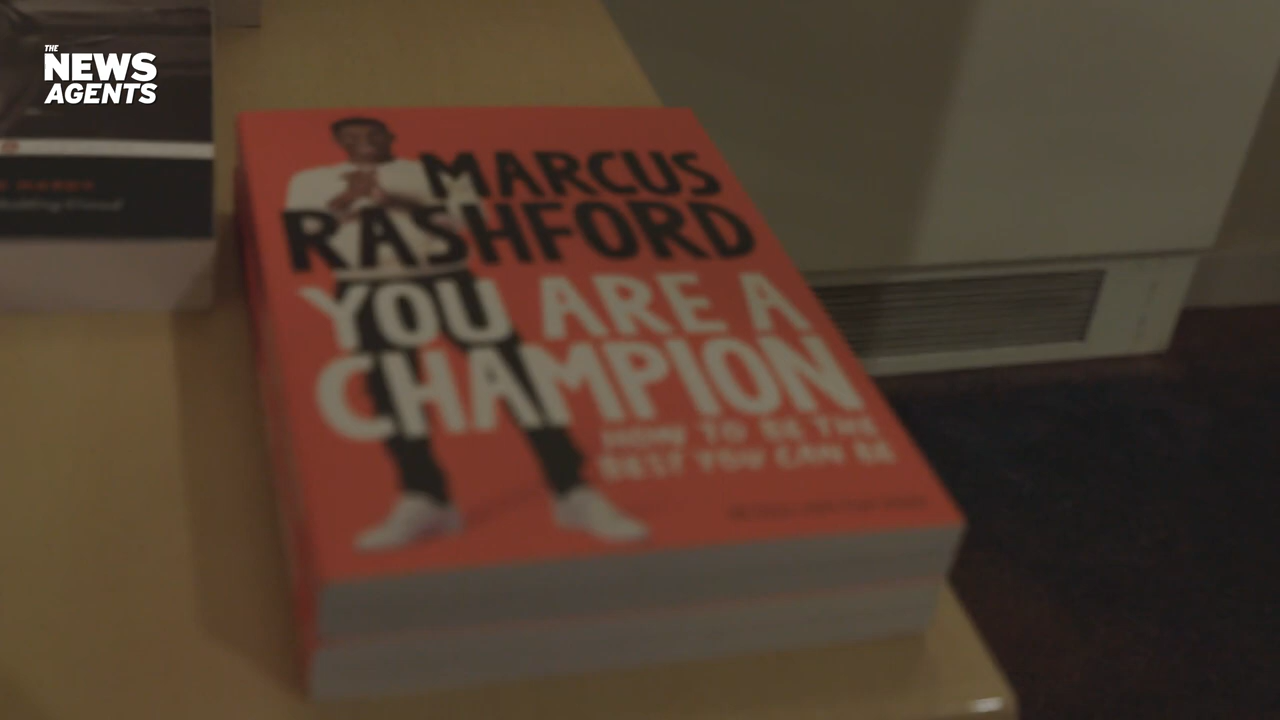 THE
NEWS
AGENTS
MARCUS
RASHFORD
YOU ARE A
CHAMPION
HOW TO BE THE
BEST YOU CAN BE